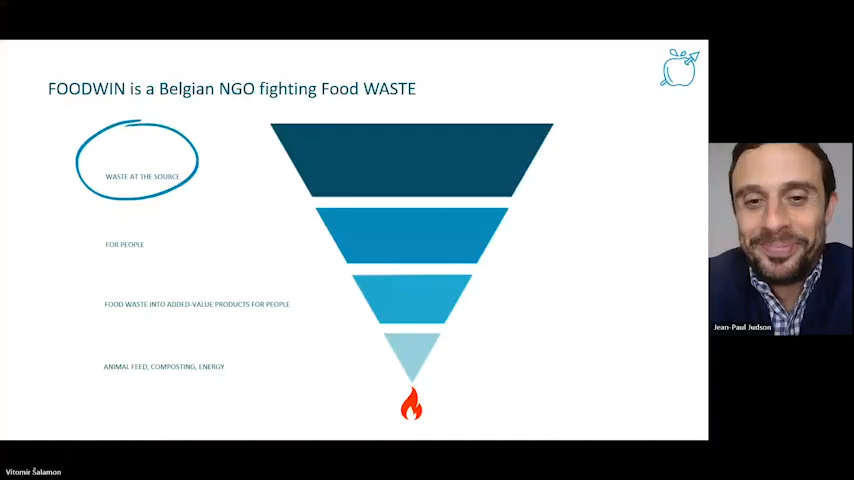 FOODWIN is a Belgian NGO fighting Food WASTE
WASTE AT THE SOURCE
FOR PEOPLE
FOOD WASTE INTO ADDED-VALUE PRODUCTS FOR PEOPLE
ANIMAL FEED, COMPOSTING, ENERGY
Jean-Paul Judson
Vitomir Šalamon